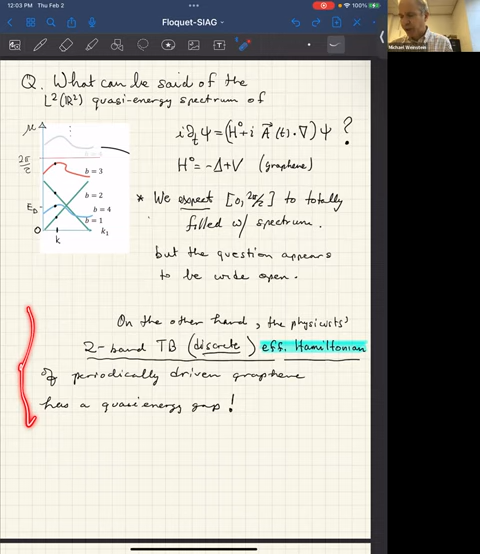 12:03 PM Thu Feb 2
100%
Floquet-SIAG
Michael Weinstein
Q. What can be said of the
L²(ℝ²) quasi-energy spectrum of
i∂ₜψ = (H⁰ + i A⃗(t)·∇)ψ ?
H⁰ = -Δ+V (graphene)
* We expect [0, 2π/τ] to totally
filled w/ spectrum.
but the question appears
to be wide open.
μ
2π/τ
E_D
0
b = 3
b = 2
b = 4
b = 1
k
k₁
On the other hand, the physicists'
2-band TB (discrete) eff. Hamiltonian
of periodically driven graphene
has a quasienergy gap!